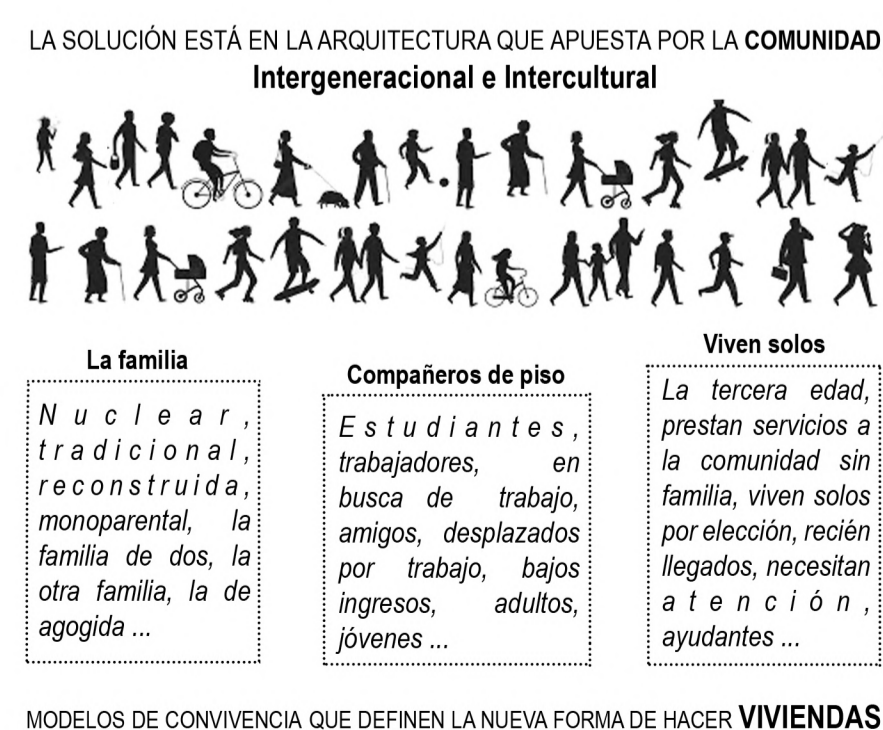 LA SOLUCIÓN ESTÁ EN LA ARQUITECTURA QUE APUESTA POR LA COMUNIDAD
Intergeneracional e Intercultural
La familia
Nuclear,
tradicional,
reconstruida,
monoparental, la
familia de dos, la
otra familia, la de
agogida ...
Compañeros de piso
Estudiantes,
trabajadores, en
busca de trabajo,
amigos, desplazados
por trabajo, bajos
ingresos, adultos,
jóvenes ...
Viven solos
La tercera edad,
prestan servicios a
la comunidad sin
familia, viven solos
por elección, recién
llegados, necesitan
atención,
ayudantes ...
MODELOS DE CONVIVENCIA QUE DEFINEN LA NUEVA FORMA DE HACER VIVIENDAS